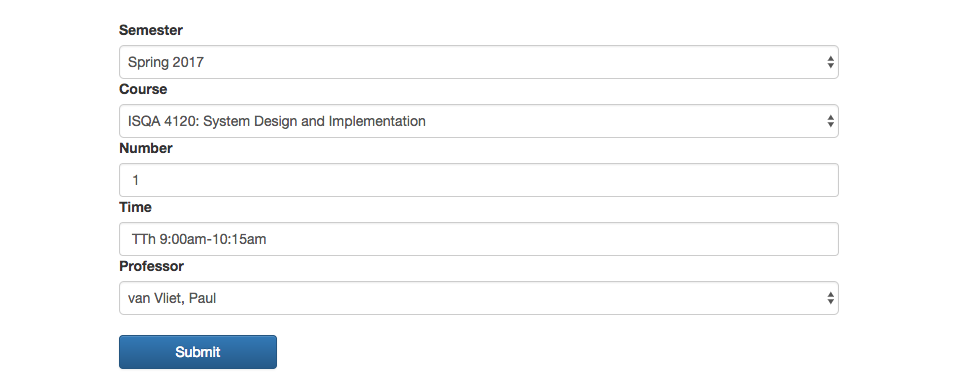 Semester
Spring 2017
Course
ISQA 4120: System Design and Implementation
Number
1
Time
TTh 9:00am-10:15am
Professor
van Vliet, Paul
Submit